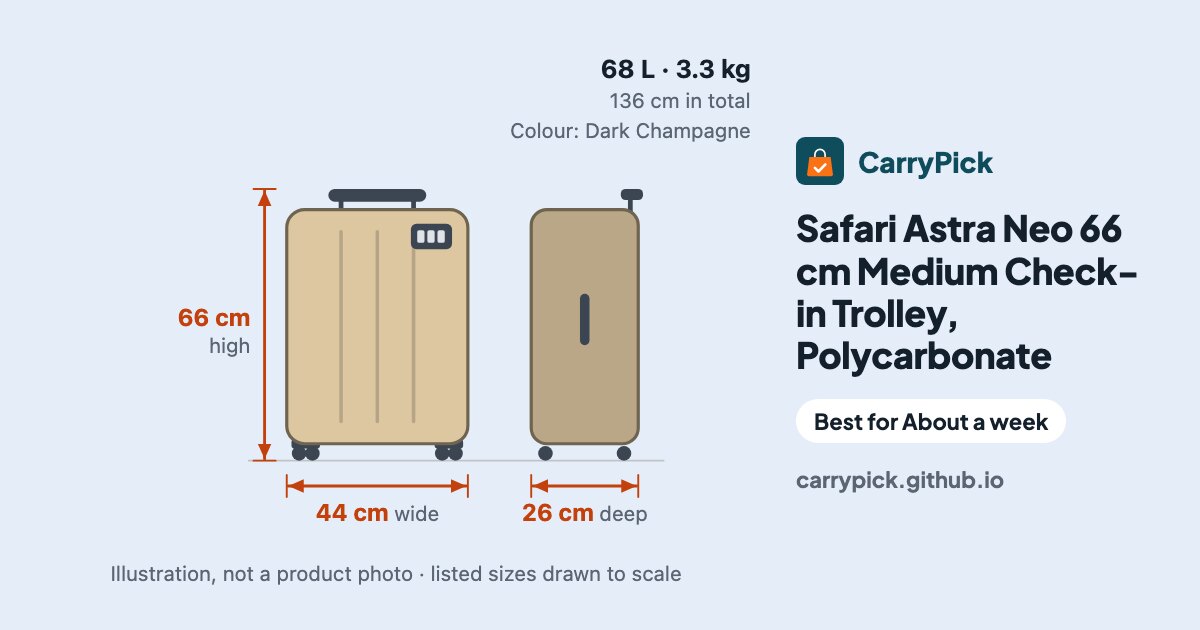 68 L · 3.3 kg
136 cm in total
Colour: Dark Champagne
66 cm
high
44 cm wide
26 cm deep
Illustration, not a product photo · listed sizes drawn to scale
CarryPick
Safari Astra Neo 66
cm Medium Check-
in Trolley,
Polycarbonate
Best for About a week
carrypick.github.io